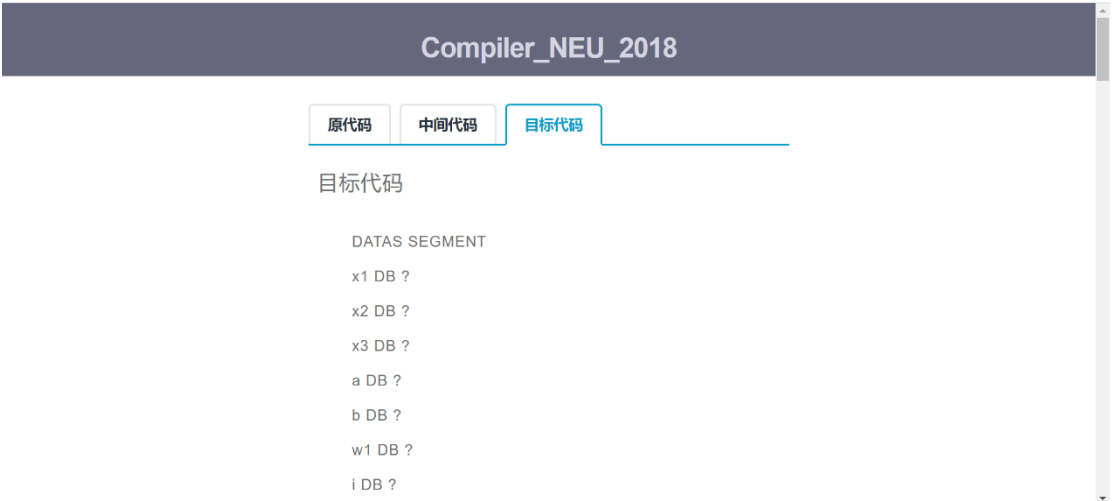 Compiler_NEU_2018
原代码 中间代码 目标代码
目标代码
DATAS SEGMENT
x1 DB ?
x2 DB ?
x3 DB ?
a DB ?
b DB ?
w1 DB ?
i DB ?